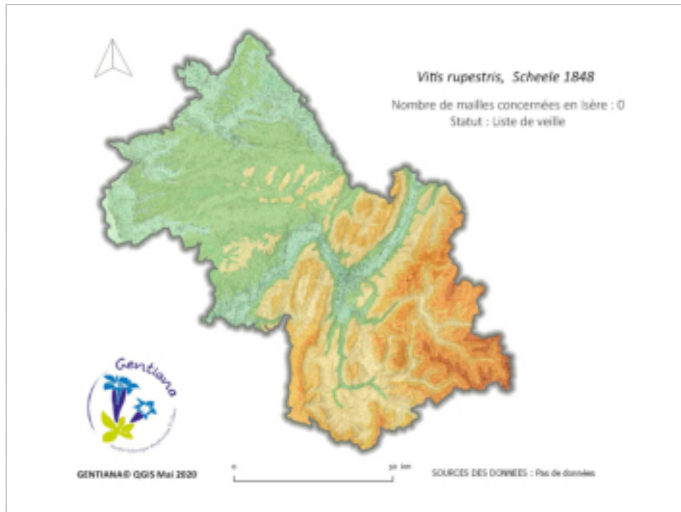 Vitis rupestris, Scheele 1848
Nombre de mailles concernées en Isère : 0
Statut : Liste de veille
Gentiana
GENTIANA© QGIS Mai 2020
0
km
SOURCES DES DONNEES : Pas de données